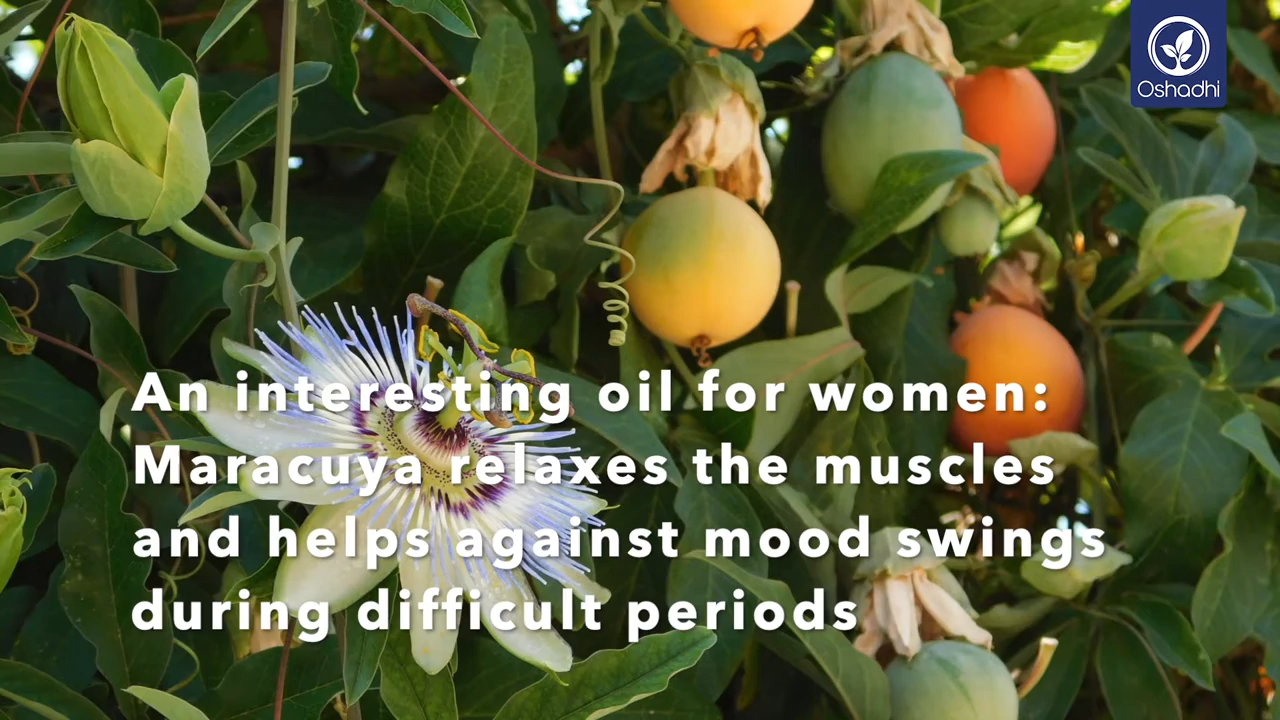 Oshadhi
An interesting oil for women:
Maracuya relaxes the muscles
and helps against mood swings
during difficult periods